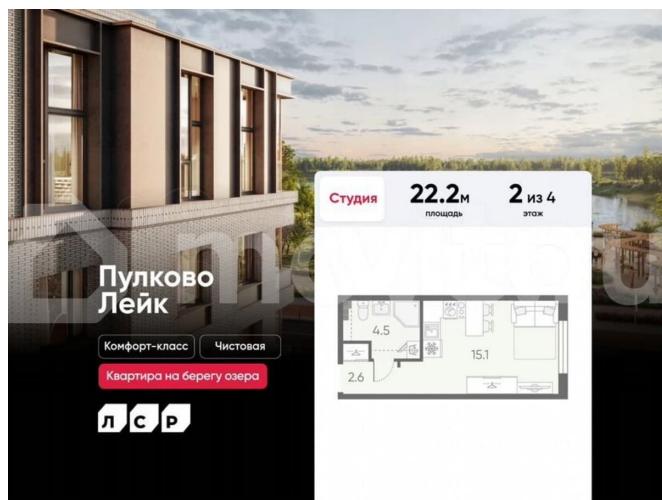 Студия
22.2м
площадь
2 из 4
этаж
Пулково
Лейк
Комфорт-класс
Чистовая
Квартира на берегу озера
ЛСР
4.5
15.1
2.6